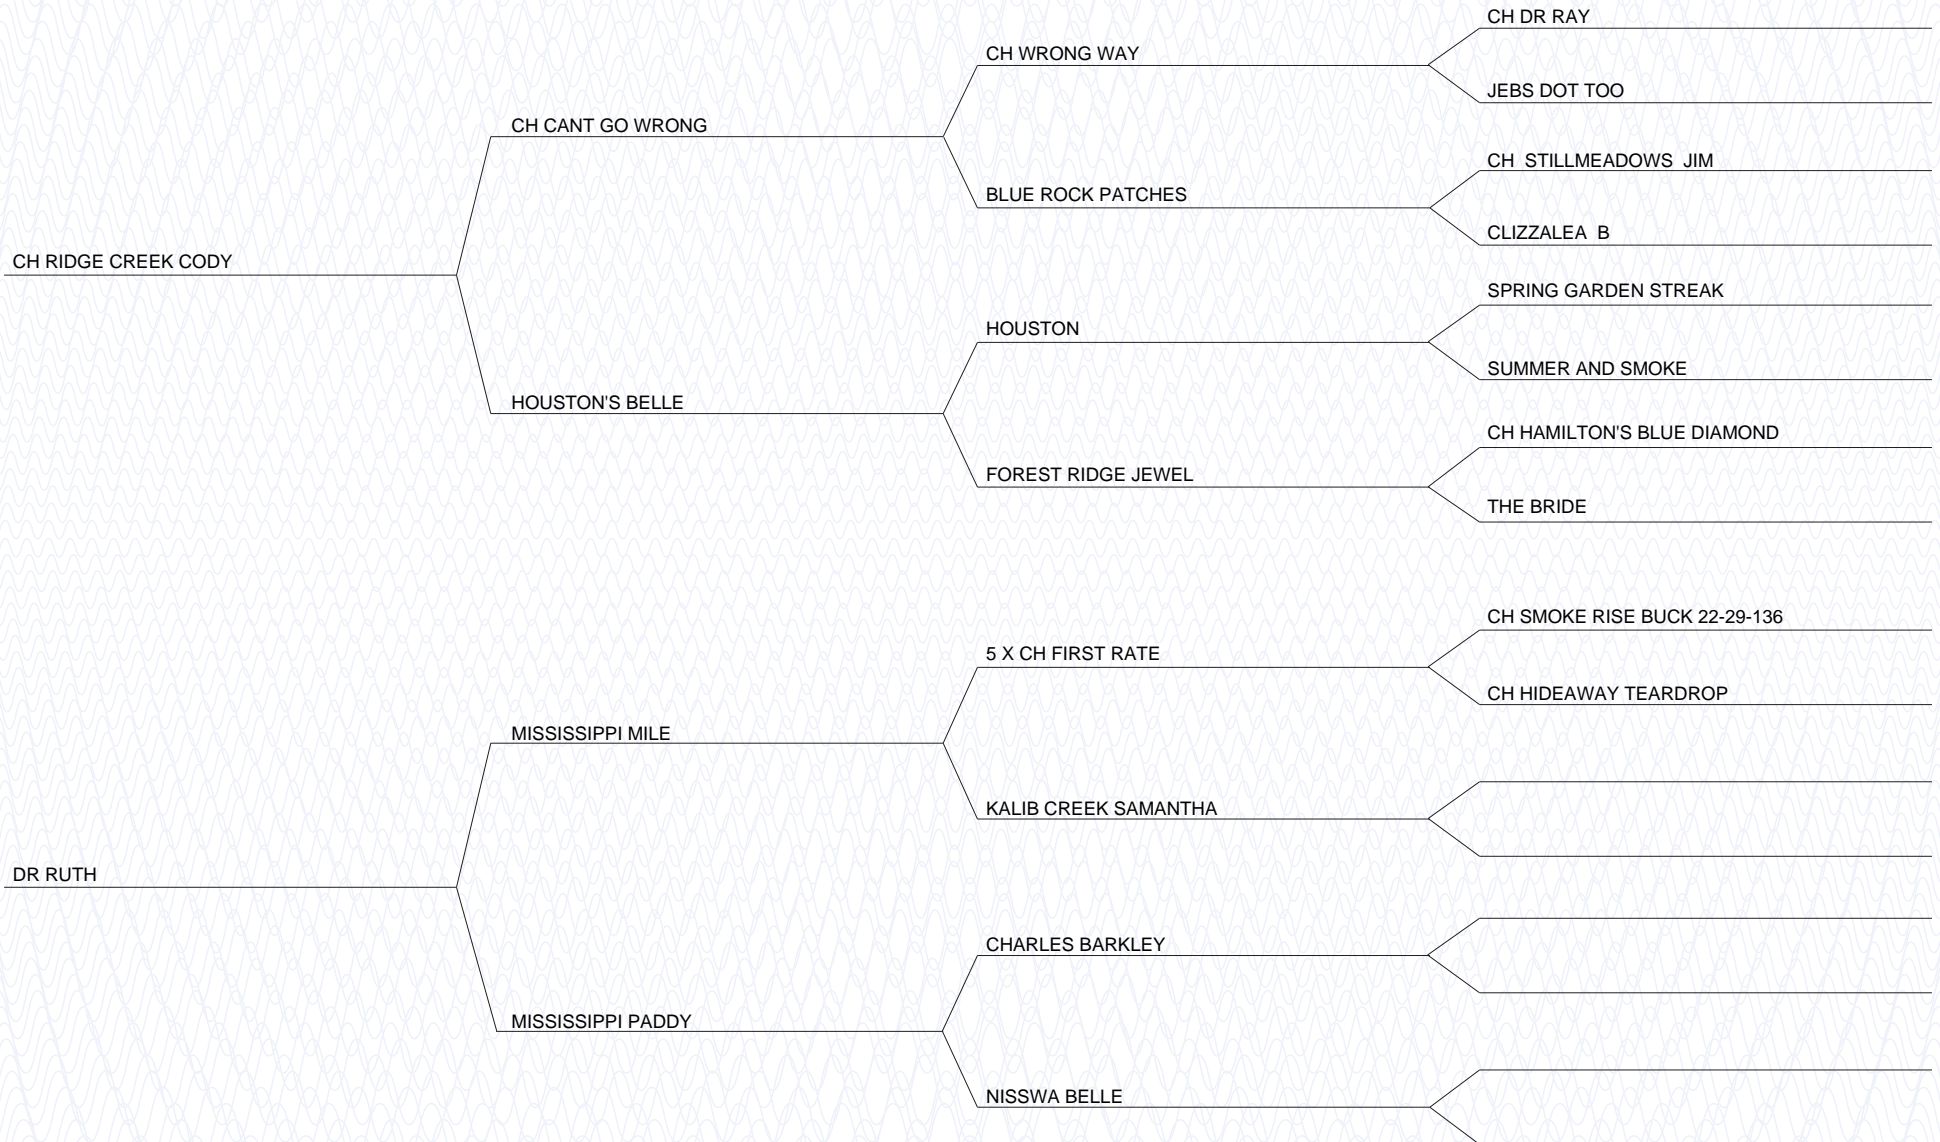 CH DR RAY
CH WRONG WAY
JEBS DOT TOO
CH CANT GO WRONG
CH  STILLMEADOWS  JIM
BLUE ROCK PATCHES
CLIZZALEA  B
CH RIDGE CREEK CODY
SPRING GARDEN STREAK
HOUSTON
SUMMER AND SMOKE
HOUSTON'S BELLE
CH HAMILTON'S BLUE DIAMOND
FOREST RIDGE JEWEL
THE BRIDE
CH SMOKE RISE BUCK 22-29-136
5 X CH FIRST RATE
CH HIDEAWAY TEARDROP
MISSISSIPPI MILE
KALIB CREEK SAMANTHA
DR RUTH
CHARLES BARKLEY
MISSISSIPPI PADDY
NISSWA BELLE